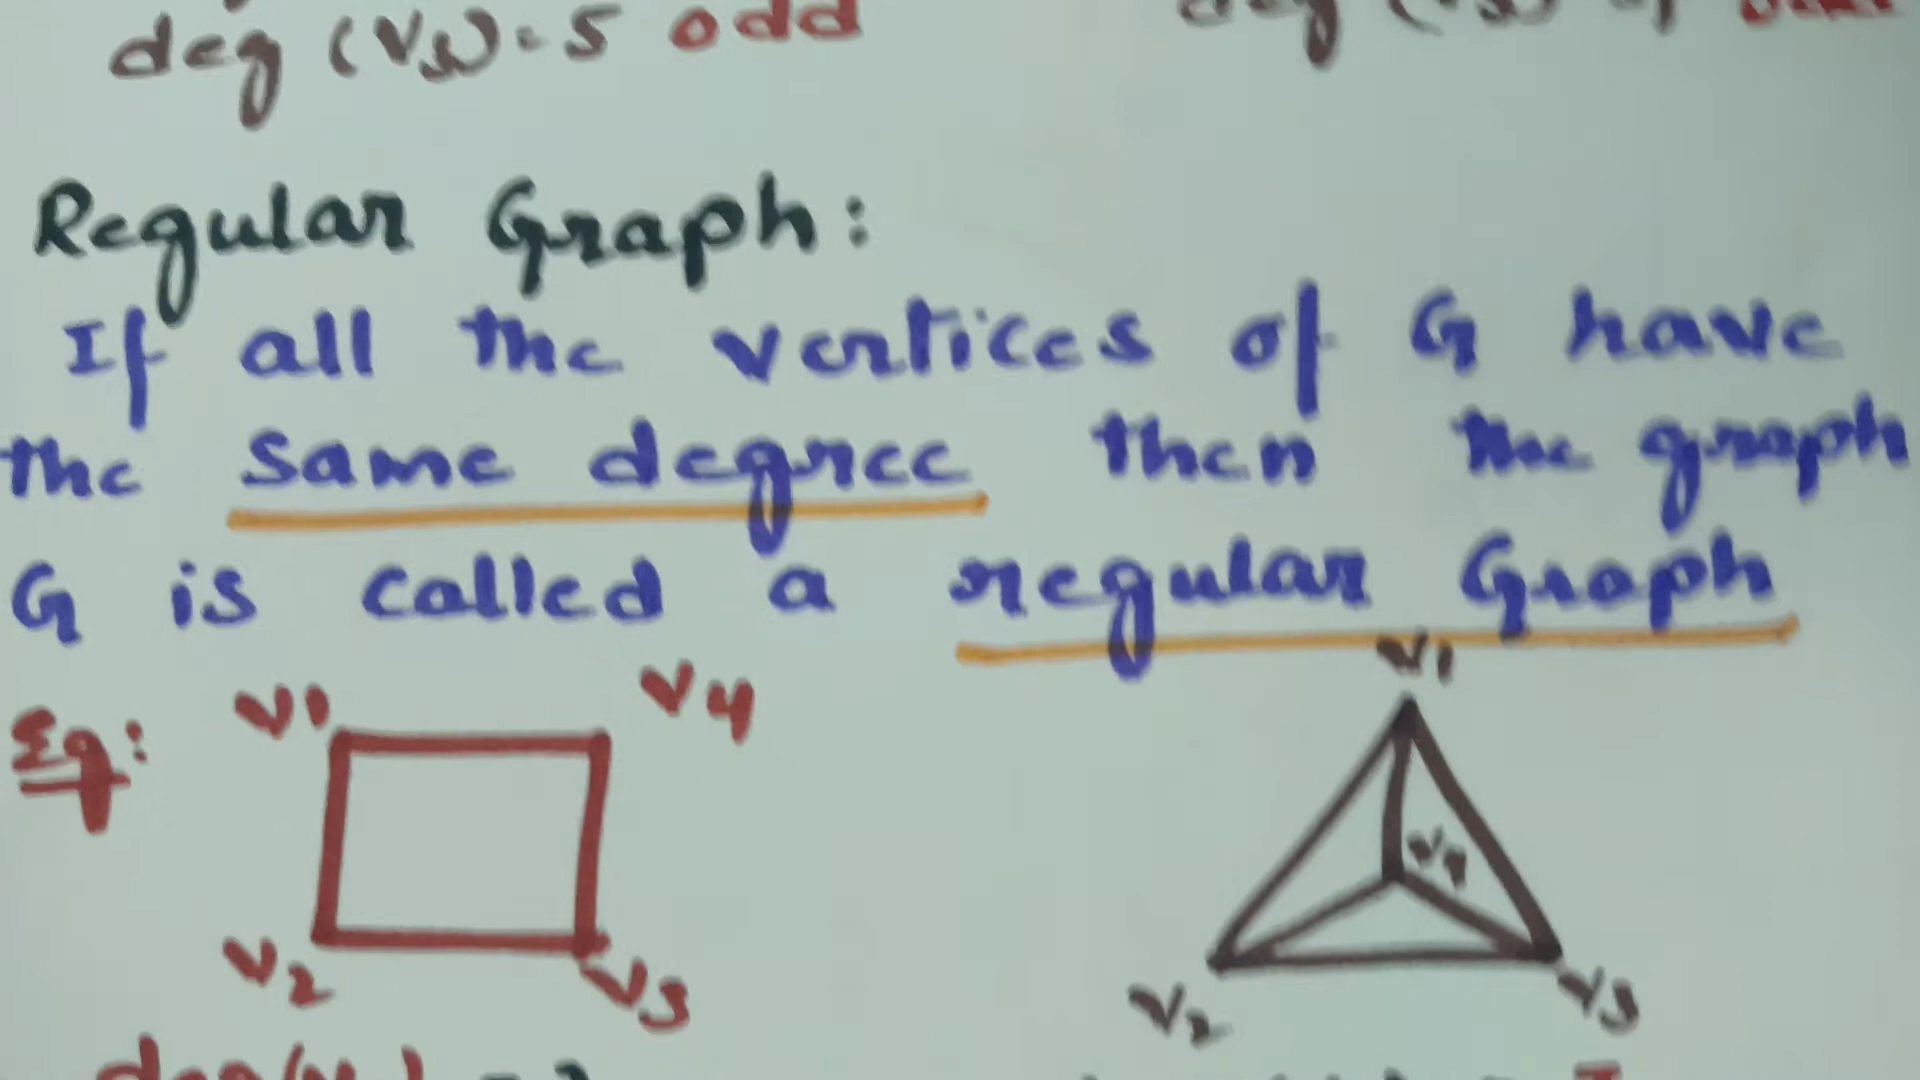 deg (V3) = 5 odd
Regular Graph:
If all the vertices of G have
the same degree then the graph
G is called a regular Graph
Eg:
V1
V4
V2
V3
V1
V4
V2
V3